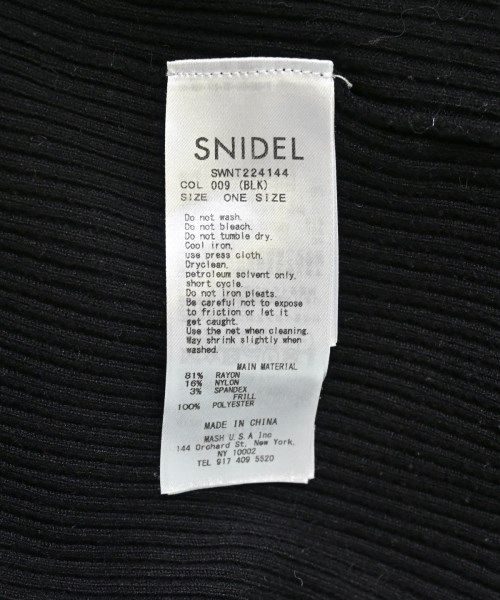 SNIDEL
SWNT224144
COL 009 (BLK)
SIZE ONE SIZE
Do not wash.
Do not bleach.
Do not tumble dry.
Cool iron.
use press cloth.
Dryclean,
petroleum solvent only.
short cycle.
Do not iron pleats.
Be careful not to expose
to friction or let it
get caught.
Use the net when cleaning.
May shrink slightly when
washed.
MAIN MATERIAL
81% RAYON
16% NYLON
3% SPANDEX
FRILL
100% POLYESTER
MADE IN CHINA
MASH U.S.A Inc
144 Orchard St, New York,
NY 10002
TEL 917 409 5520